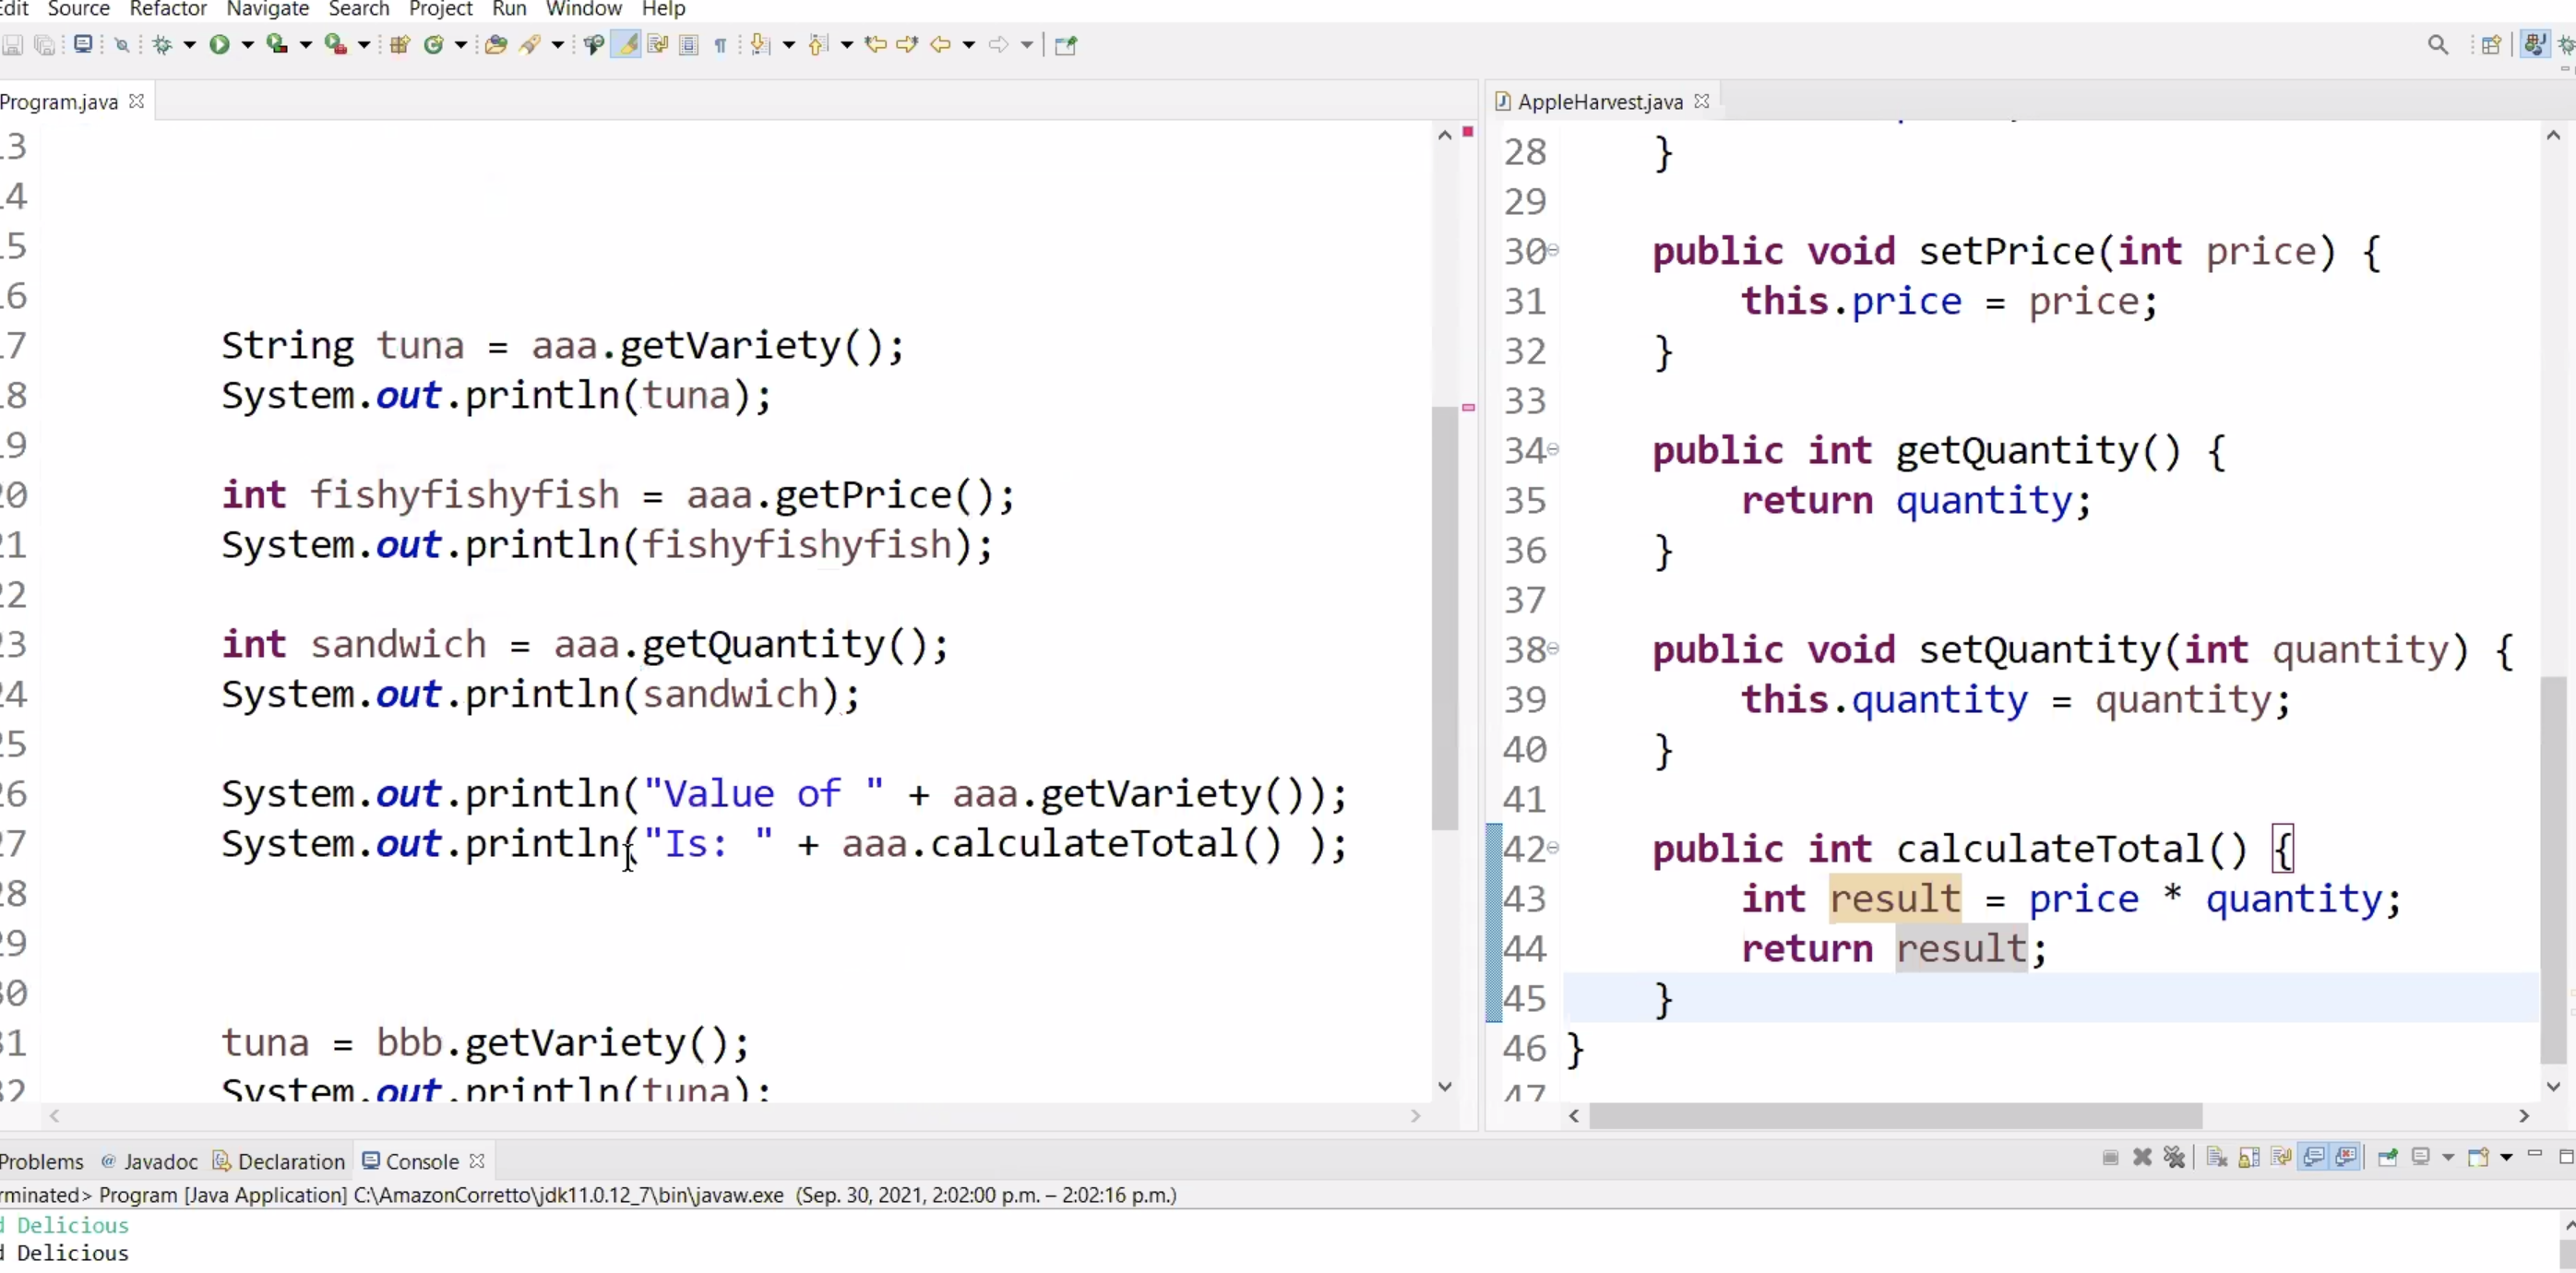 Edit Source Refactor Navigate Search Project Run Window Help
Program.java
13
14
15
16
17 String tuna = aaa.getVariety();
18 System.out.println(tuna);
19
20 int fishyfishyfish = aaa.getPrice();
21 System.out.println(fishyfishyfish);
22
23 int sandwich = aaa.getQuantity();
24 System.out.println(sandwich);
25
26 System.out.println("Value of " + aaa.getVariety());
27 System.out.println("Is: " + aaa.calculateTotal() );
28
29
30
31 tuna = bbb.getVariety();
32 System.out.println(tuna);
AppleHarvest.java
28 }
29
30 public void setPrice(int price) {
31 this.price = price;
32 }
33
34 public int getQuantity() {
35 return quantity;
36 }
37
38 public void setQuantity(int quantity) {
39 this.quantity = quantity;
40 }
41
42 public int calculateTotal() {
43 int result = price * quantity;
44 return result;
45 }
46 }
47
Problems @ Javadoc Declaration Console
rminated> Program [Java Application] C:\AmazonCorretto\jdk11.0.12_7\bin\javaw.exe (Sep. 30, 2021, 2:02:00 p.m. – 2:02:16 p.m.)
d Delicious
d Delicious